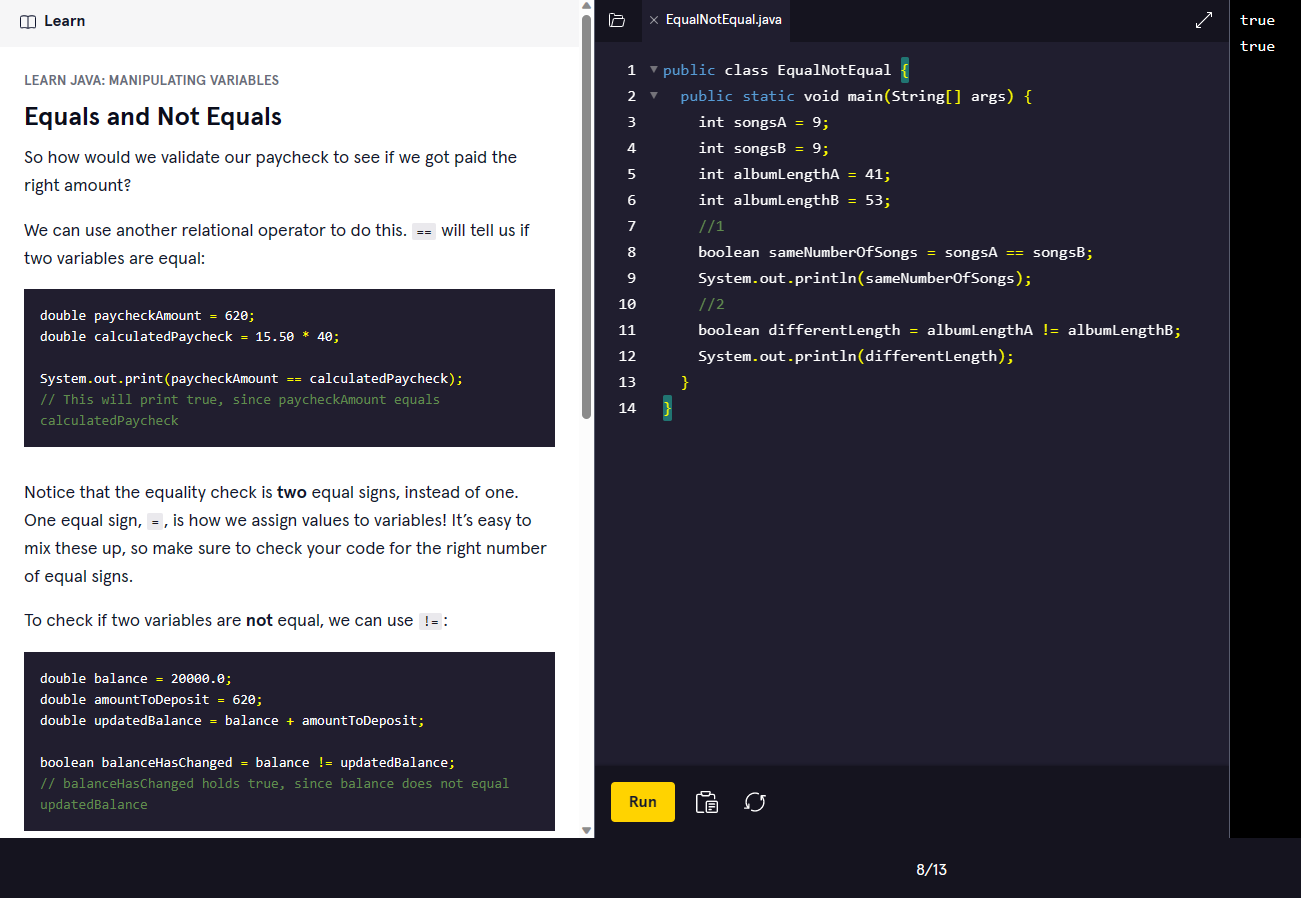 Learn
LEARN JAVA: MANIPULATING VARIABLES
Equals and Not Equals
So how would we validate our paycheck to see if we got paid the
right amount?
We can use another relational operator to do this. == will tell us if
two variables are equal:
double paycheckAmount = 620;
double calculatedPaycheck = 15.50 * 40;
System.out.print(paycheckAmount == calculatedPaycheck);
// This will print true, since paycheckAmount equals
calculatedPaycheck
Notice that the equality check is two equal signs, instead of one.
One equal sign, =, is how we assign values to variables! It’s easy to
mix these up, so make sure to check your code for the right number
of equal signs.
To check if two variables are not equal, we can use !=:
double balance = 20000.0;
double amountToDeposit = 620;
double updatedBalance = balance + amountToDeposit;
boolean balanceHasChanged = balance != updatedBalance;
// balanceHasChanged holds true, since balance does not equal
updatedBalance
EqualNotEqual.java
1 public class EqualNotEqual {
2 public static void main(String[] args) {
3 int songsA = 9;
4 int songsB = 9;
5 int albumLengthA = 41;
6 int albumLengthB = 53;
7 //1
8 boolean sameNumberOfSongs = songsA == songsB;
9 System.out.println(sameNumberOfSongs);
10 //2
11 boolean differentLength = albumLengthA != albumLengthB;
12 System.out.println(differentLength);
13 }
14 }
Run
true
true
8/13